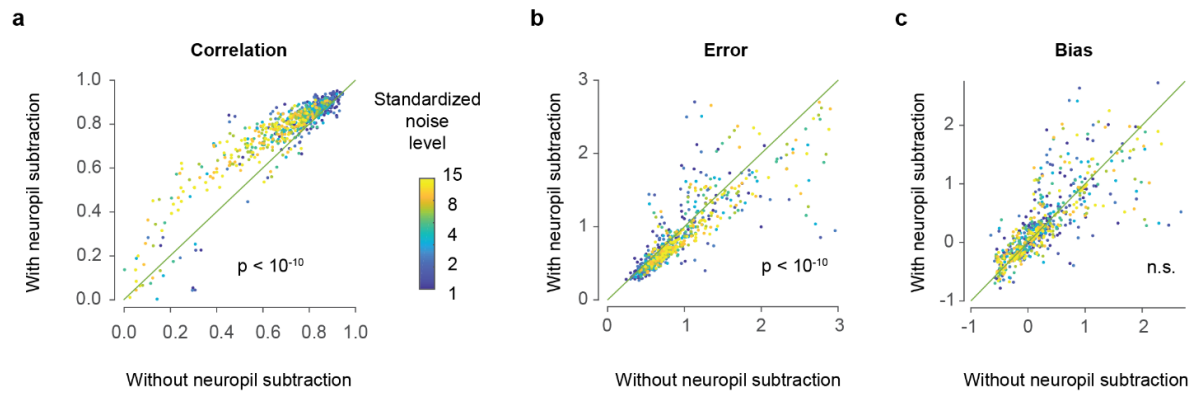 a
Correlation
With neuropil subtraction
1.0
0.8
0.6
0.4
0.2
0.0
0.0 0.2 0.4 0.6 0.8 1.0
p < 10-10
Without neuropil subtraction
Standardized
noise
level
15
8
4
2
1
b
Error
With neuropil subtraction
3
2
1
0
0 1 2 3
p < 10-10
Without neuropil subtraction
c
Bias
With neuropil subtraction
2
1
0
-1
-1 0 1 2
n.s.
Without neuropil subtraction